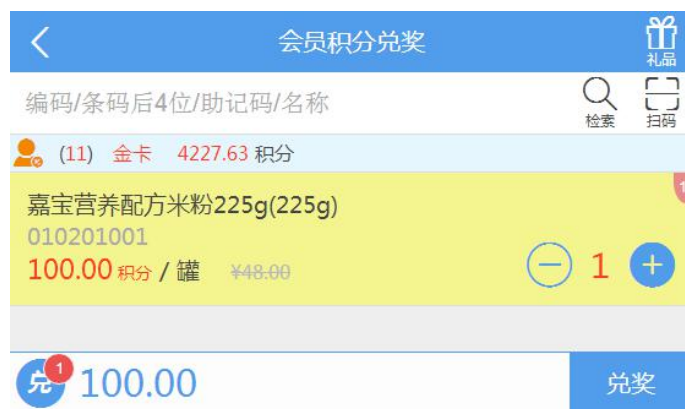 会员积分兑奖
礼品
编码/条码后4位/助记码/名称
检索
扫码
(11) 金卡 4227.63 积分
嘉宝营养配方米粉225g(225g)
1
010201001
100.00 积分 / 罐 ¥48.00
1
兑 1 100.00
兑奖